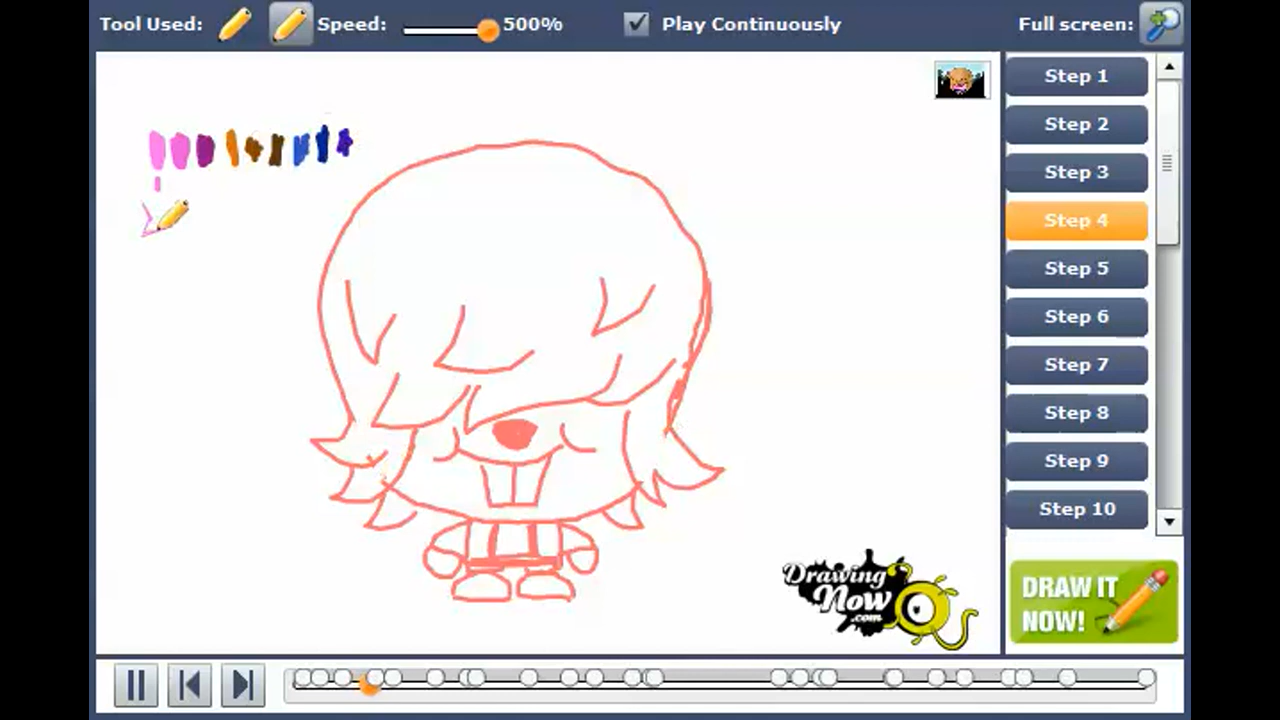 Tool Used:
Speed:
500%
Play Continuously
Full screen:
Step 1
Step 2
Step 3
Step 4
Step 5
Step 6
Step 7
Step 8
Step 9
Step 10
Drawing
Now
.com
DRAW IT
NOW!